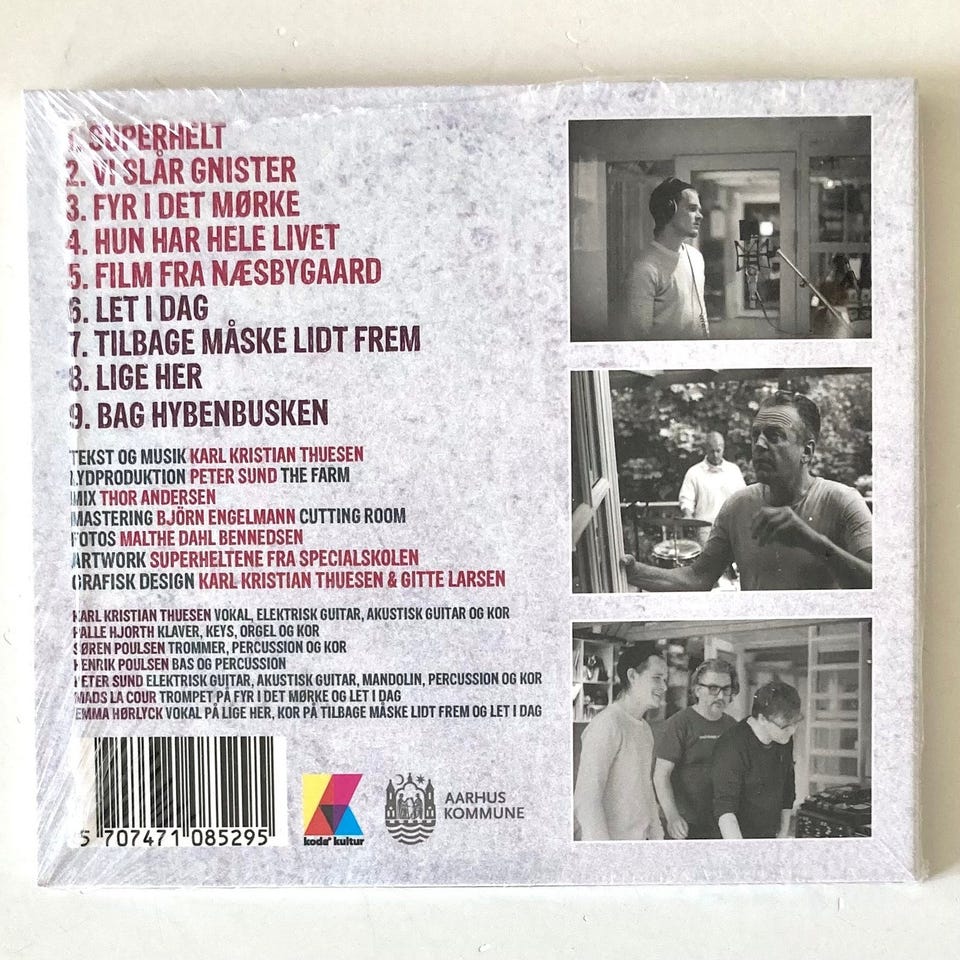 1. SUPERHELT
2. VI SLÅR GNISTER
3. FYR I DET MØRKE
4. HUN HAR HELE LIVET
5. FILM FRA NÆSBYGAARD
6. LET I DAG
7. TILBAGE MÅSKE LIDT FREM
8. LIGE HER
9. BAG HYBENBUSKEN
TEKST OG MUSIK KARL KRISTIAN THUESEN
LYDPRODUKTION PETER SUND THE FARM
MIX THOR ANDERSEN
MASTERING BJÖRN ENGELMANN CUTTING ROOM
FOTOS MALTHE DAHL BENNEDSEN
ARTWORK SUPERHELTENE FRA SPECIALSKOLEN
GRAFISK DESIGN KARL KRISTIAN THUESEN & GITTE LARSEN
KARL KRISTIAN THUESEN VOKAL, ELEKTRISK GUITAR, AKUSTISK GUITAR OG KOR
PALLE HJORTH KLAVER, KEYS, ORGEL OG KOR
SØREN POULSEN TROMMER, PERCUSSION OG KOR
HENRIK POULSEN BAS OG PERCUSSION
PETER SUND ELEKTRISK GUITAR, AKUSTISK GUITAR, MANDOLIN, PERCUSSION OG KOR
MADS LA COUR TROMPET PÅ FYR I DET MØRKE OG LET I DAG
EMMA HØRLYCK VOKAL PÅ LIGE HER, KOR PÅ TILBAGE MÅSKE LIDT FREM OG LET I DAG
5 707471 085295
koda kultur
AARHUS
KOMMUNE